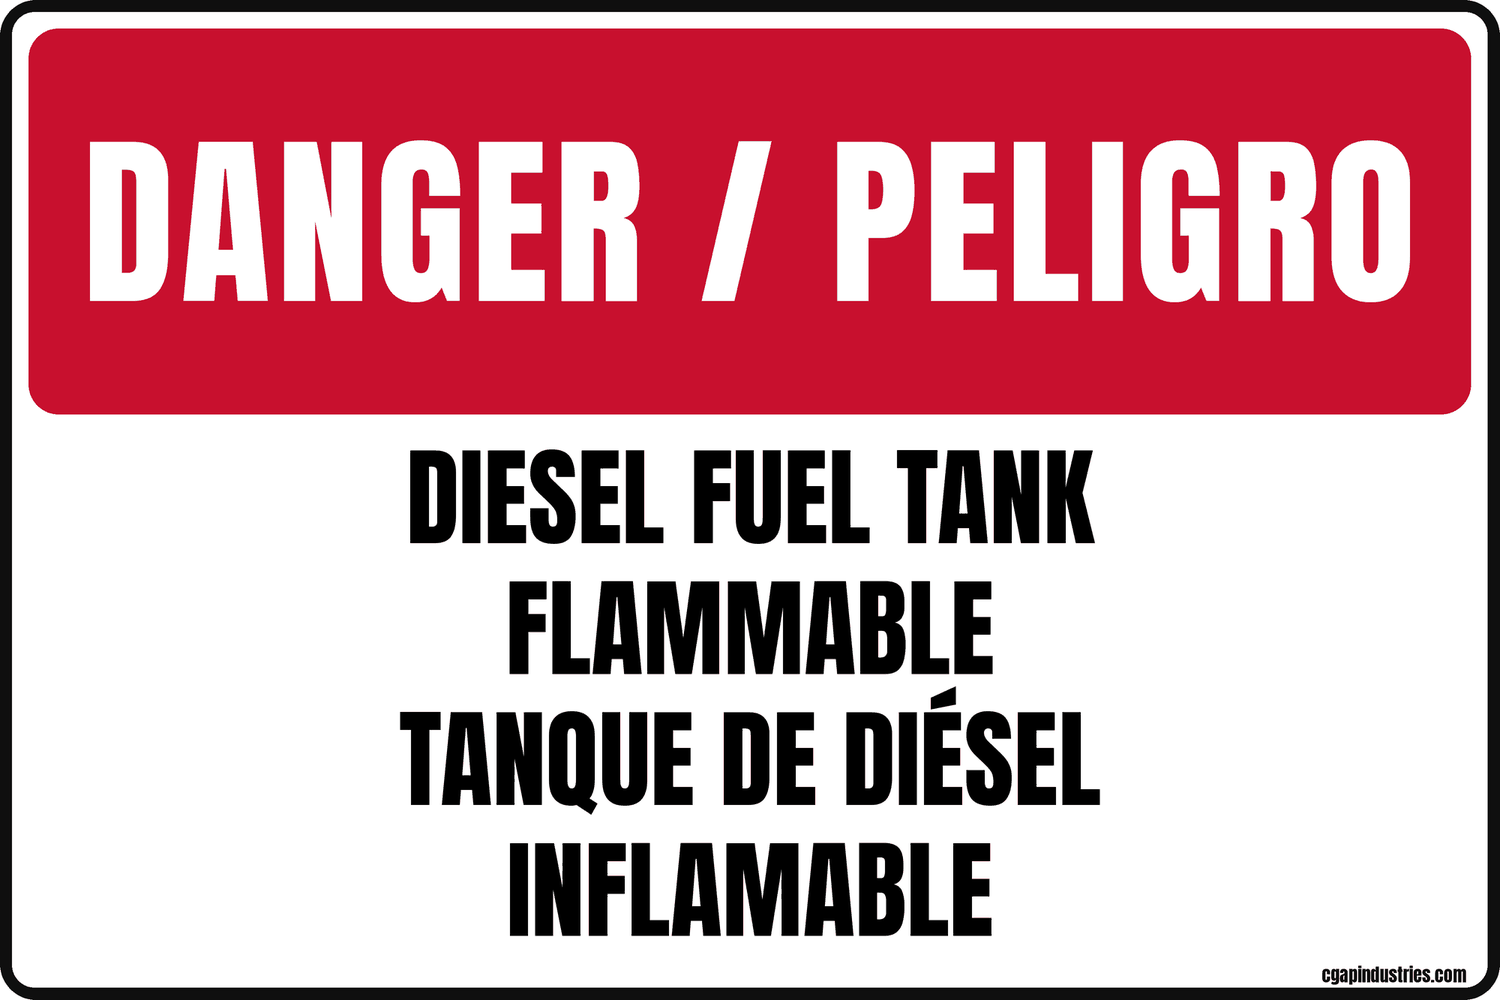 DANGER / PELIGRO
DIESEL FUEL TANK
FLAMMABLE
TANQUE DE DIÉSEL
INFLAMABLE
cgapindustries.com